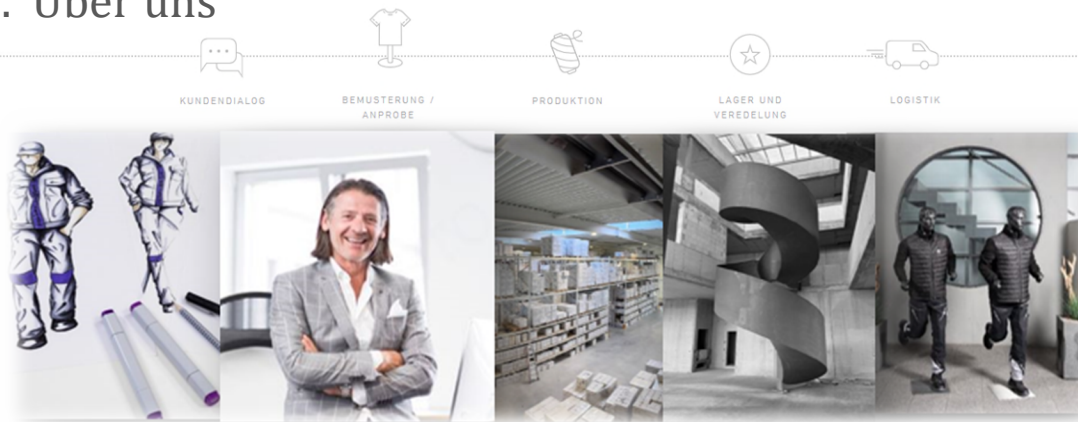 . Über uns
KUNDENDIALOG
BEMUSTERUNG /
ANPROBE
PRODUKTION
LAGER UND
VEREDELUNG
LOGISTIK